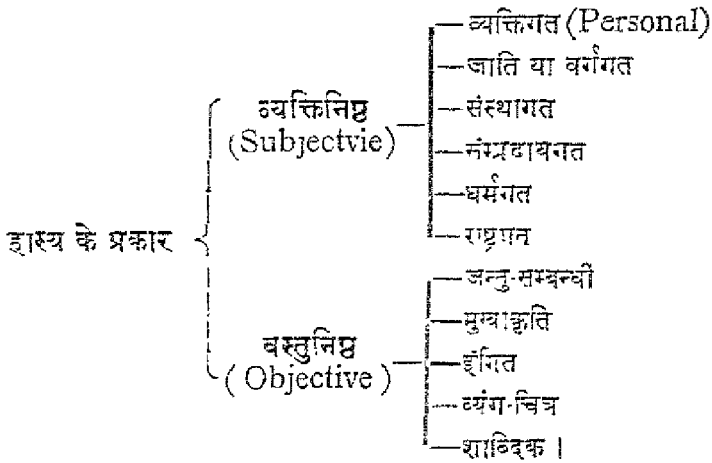 व्यक्तिगत (Personal)
जाति या वर्गगत
व्यक्तिनिष्ठ
(Subjectvie)
संस्थागत
संम्प्रदायगत
धर्मगत
हास्य के प्रकार
राष्ट्रगत
जन्तु-सम्बन्धी
मुखाकृति
वस्तुनिष्ठ
(Objective)
इंगित
व्यंग-चित्र
शाब्दिक ।